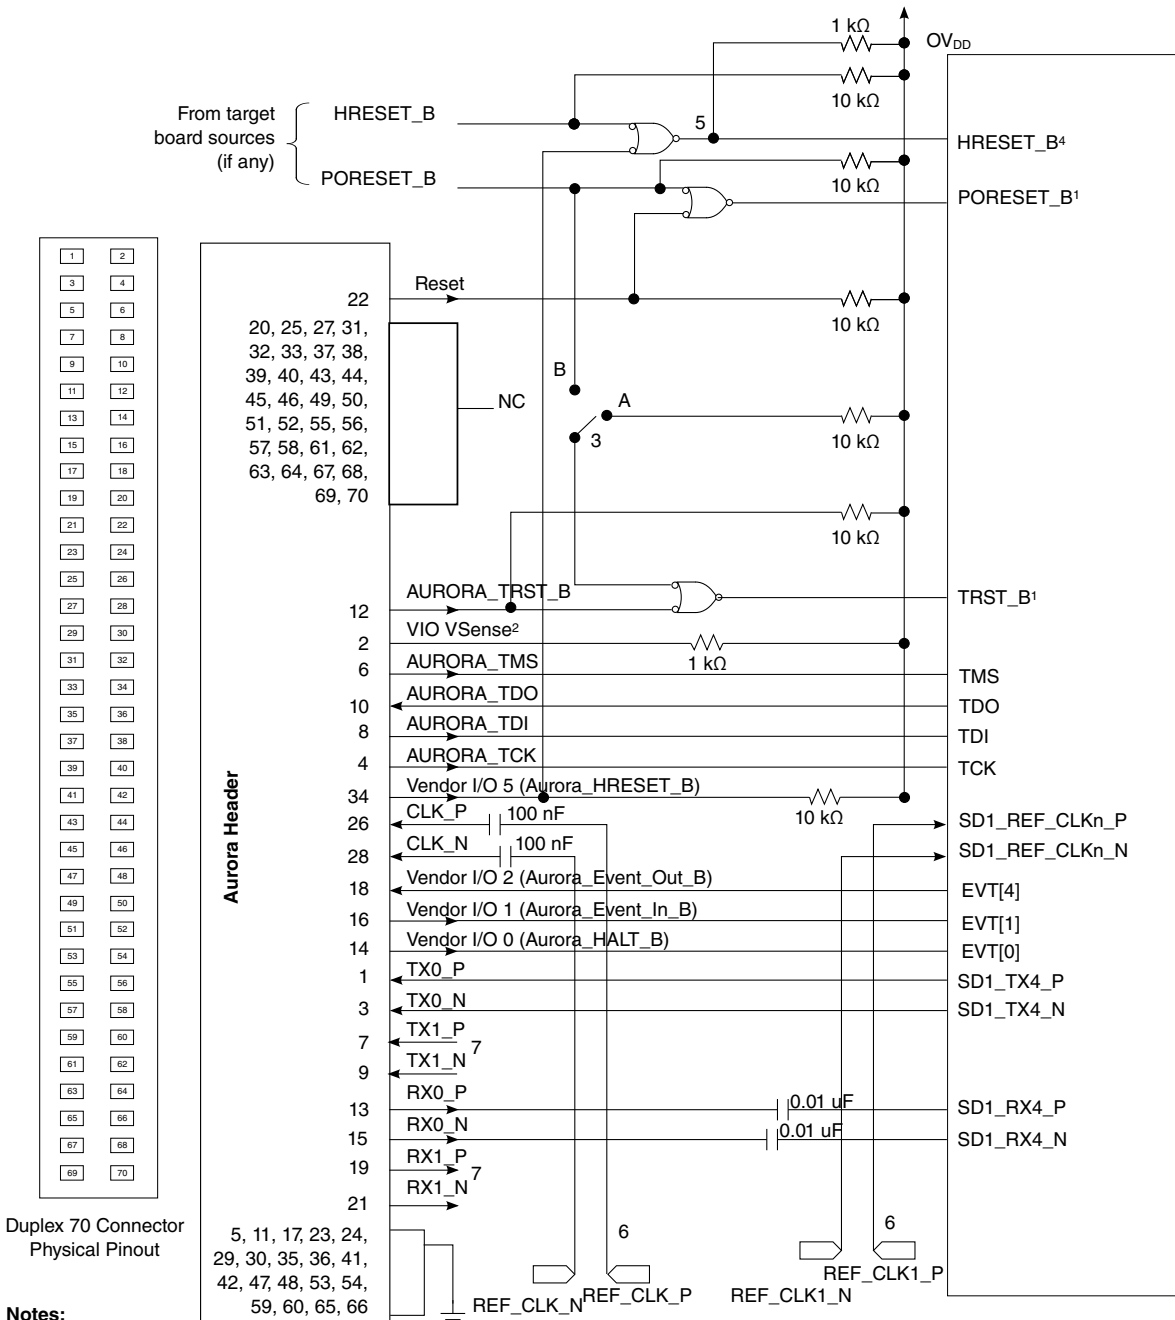 1 kΩ
OVDD
10 kΩ
From target
board sources
(if any)
HRESET_B
5
HRESET_B4
PORESET_B
10 kΩ
PORESET_B1
1 2
3 4
5 6
7 8
9 10
11 12
13 14
15 16
17 18
19 20
21 22
23 24
25 26
27 28
29 30
31 32
33 34
35 36
37 38
39 40
41 42
43 44
45 46
47 48
49 50
51 52
53 54
55 56
57 58
59 60
61 62
63 64
65 66
67 68
69 70
Duplex 70 Connector
Physical Pinout
Aurora Header
22 Reset
10 kΩ
20, 25, 27, 31,
32, 33, 37, 38,
39, 40, 43, 44,
45, 46, 49, 50,
51, 52, 55, 56,
57, 58, 61, 62,
63, 64, 67, 68,
69, 70
NC
B
A
3
10 kΩ
10 kΩ
12 AURORA_TRST_B TRST_B1
2 VIO VSense2 1 kΩ
6 AURORA_TMS TMS
10 AURORA_TDO TDO
8 AURORA_TDI TDI
4 AURORA_TCK TCK
34 Vendor I/O 5 (Aurora_HRESET_B) 10 kΩ
26 CLK_P 100 nF SD1_REF_CLKn_P
28 CLK_N 100 nF SD1_REF_CLKn_N
18 Vendor I/O 2 (Aurora_Event_Out_B) EVT[4]
16 Vendor I/O 1 (Aurora_Event_In_B) EVT[1]
14 Vendor I/O 0 (Aurora_HALT_B) EVT[0]
1 TX0_P SD1_TX4_P
3 TX0_N SD1_TX4_N
7 TX1_P 7
9 TX1_N
13 RX0_P 0.01 uF SD1_RX4_P
15 RX0_N 0.01 uF SD1_RX4_N
19 RX1_P 7
21 RX1_N
5, 11, 17, 23, 24,
29, 30, 35, 36, 41,
42, 47, 48, 53, 54,
59, 60, 65, 66
6
6
REF_CLK_N
REF_CLK_P
REF_CLK1_N
REF_CLK1_P
Notes: